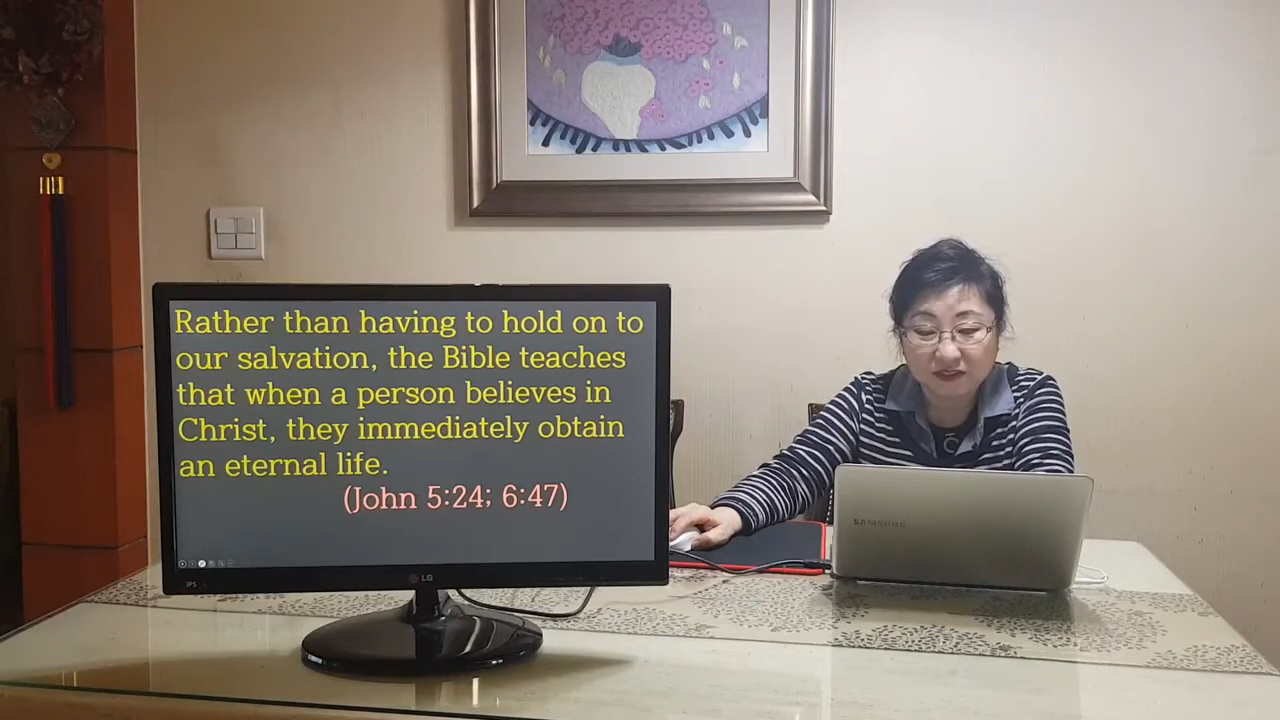 Rather than having to hold on to
our salvation, the Bible teaches
that when a person believes in
Christ, they immediately obtain
an eternal life.
(John 5:24; 6:47)
IPS
LG
SAMSUNG